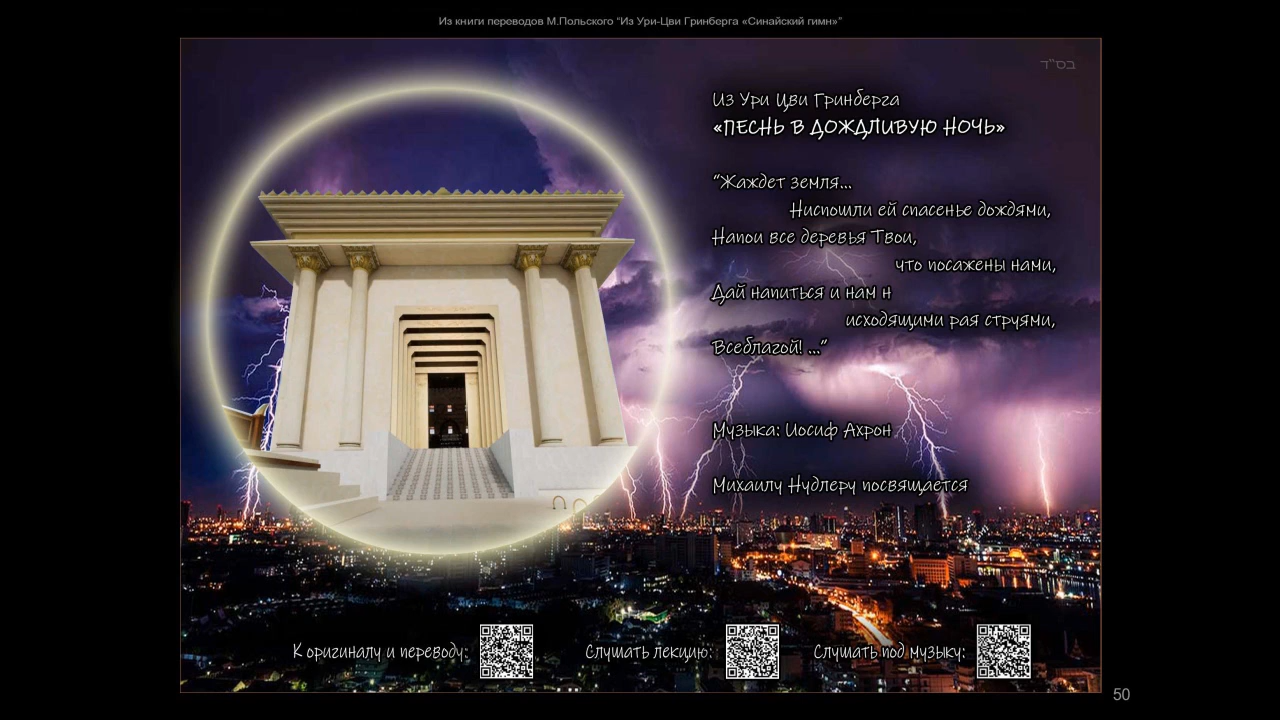 Из книги переводов М.Польского "Из Ури-Цви Гринберга «Синайский гимн»"
בס"ד
Из Ури Цви Гринберга
«ПЕСНЬ В ДОЖДЛИВУЮ НОЧЬ»
“Жаждет земля...
Ниспошли ей спасенье дождями,
Напои все деревья Твои,
что посажены нами,
Дай напиться и нам н
исходящими рая струями,
Всеблагой! ...”
Музыка: Иосиф Ахрон
Михаилу Нудлеру посвящается
К оригиналу и переводу:
Слушать лекцию:
Слушать под музыку:
50